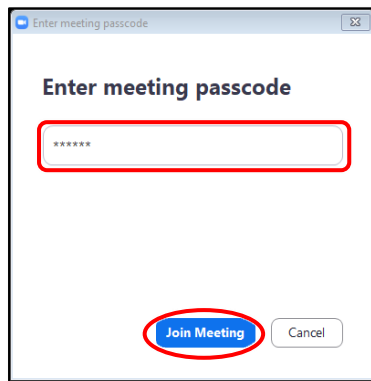 Enter meeting passcode
Enter meeting passcode
******
Join Meeting
Cancel